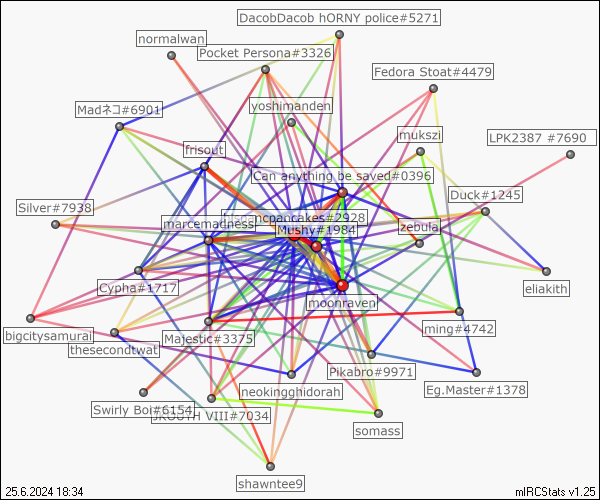 DacobDacob hORNY police#5271
normalwan
Pocket Persona#3326
Fedora Stoat#4479
yoshimanden
Madネコ#6901
mukszi
LPK2387 #7690
frisout
Can anything be saved#0396
Duck#1245
Silver#7938
pancakes#2928
marcemadness
Mushy#1984
zebula
Cypha#1717
eliakith
moonraven
bigcitysamurai
Majestic#3375
ming#4742
thesecondtwat
Pikabro#9971
neokingghidorah
Eg.Master#1378
Swirly Boi#6154
VIII#7034
somass
shawntee9
25.6.2024 18:34
mIRCStats v1.25